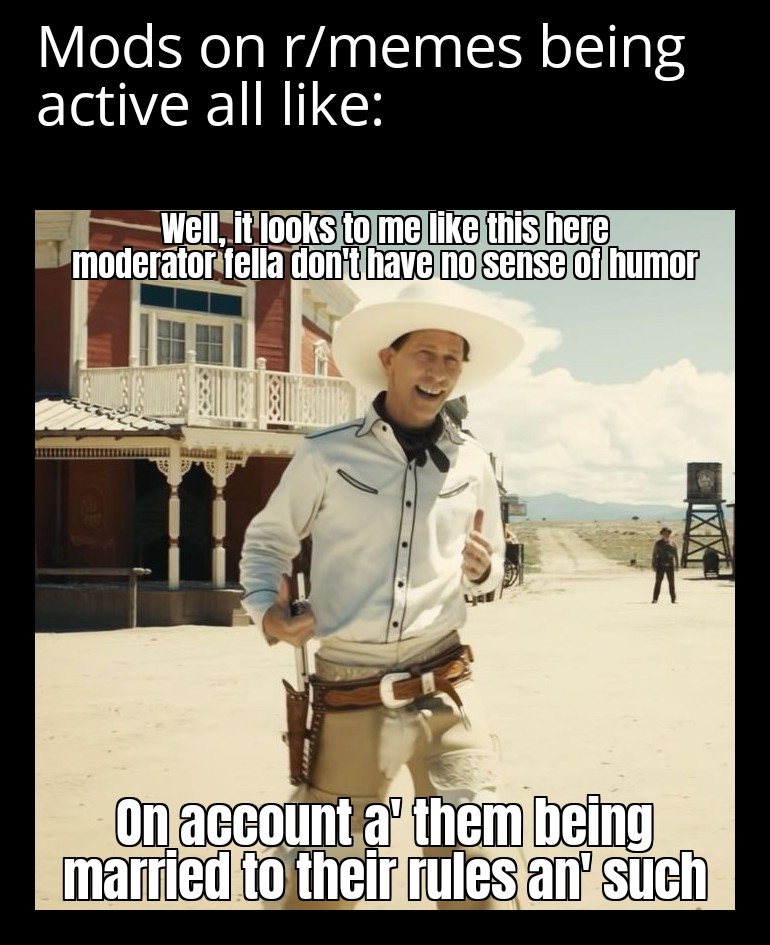 Mods on r/memes being
active all like:
Well, it looks to me like this here
moderator fella don't have no sense of humor
On account a' them being
married to their rules an' such